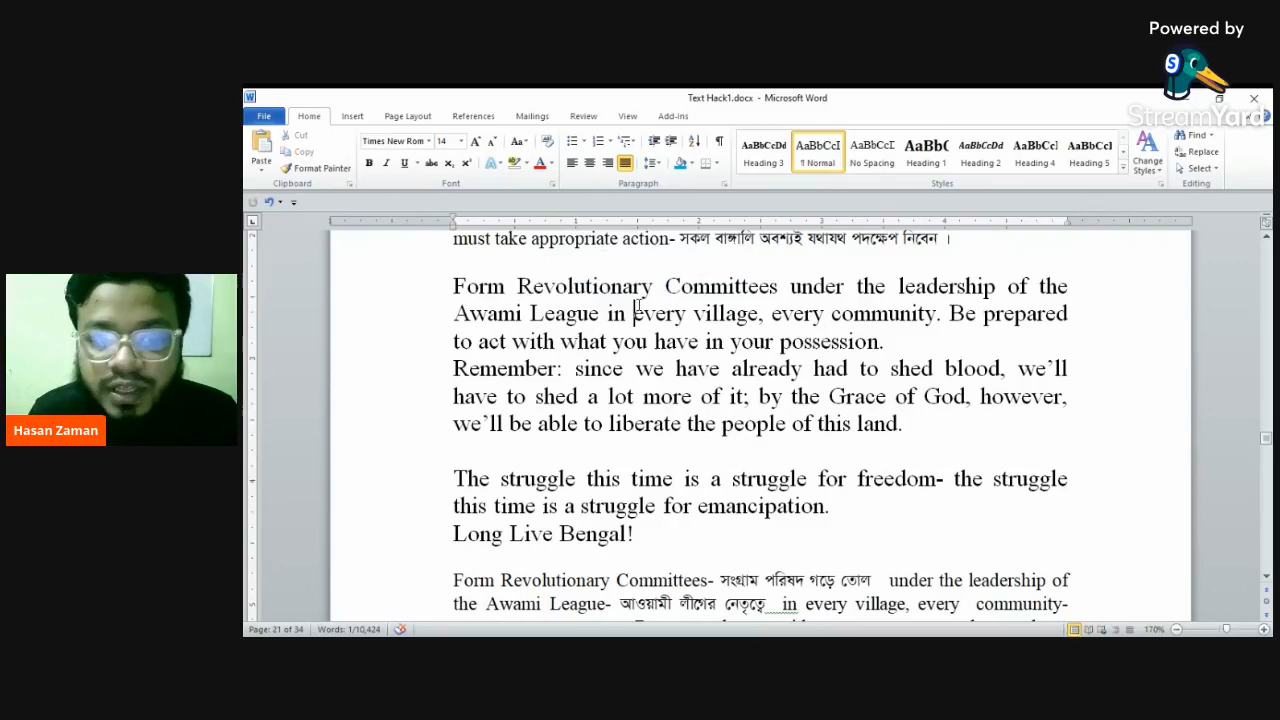 Powered by
S
StreamYard
Text Hack1.docx - Microsoft Word
File Home Insert Page Layout References Mailings Review View Add-Ins
Paste
Cut
Copy
Format Painter
Clipboard
Times New Rom 14
Font
Paragraph
AaBbCcDd Heading 3
AaBbCcI ¶ Normal
AaBbCcI No Spacing
AaBb( Heading 1
AaBbCcDd Heading 2
AaBbCcI Heading 4
AaBbCcI Heading 5
Change Styles
Styles
Find
Replace
Select
Editing
must take appropriate action- সকল বাঙ্গালি অবশ্যই যথাযথ পদক্ষেপ নিবেন ।
Form Revolutionary Committees under the leadership of the
Awami League in every village, every community. Be prepared
to act with what you have in your possession.
Remember: since we have already had to shed blood, we’ll
have to shed a lot more of it; by the Grace of God, however,
we’ll be able to liberate the people of this land.
The struggle this time is a struggle for freedom- the struggle
this time is a struggle for emancipation.
Long Live Bengal!
Form Revolutionary Committees- সংগ্রাম পরিষদ গড়ে তোল under the leadership of
the Awami League- আওয়ামী লীগের নেতৃত্বে in every village, every community-
Page: 21 of 34 Words: 1/10,424 170%
Hasan Zaman